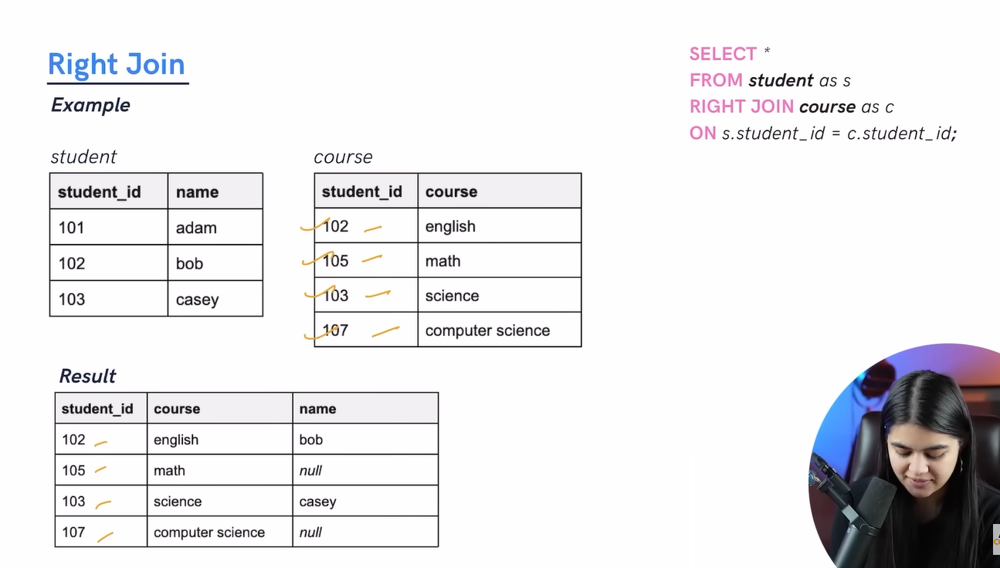 Right Join
Example
SELECT *
FROM student as s
RIGHT JOIN course as c
ON s.student_id = c.student_id;
student
student_id name
101 adam
102 bob
103 casey
course
student_id course
102 english
105 math
103 science
107 computer science
Result
student_id course name
102 english bob
105 math null
103 science casey
107 computer science null